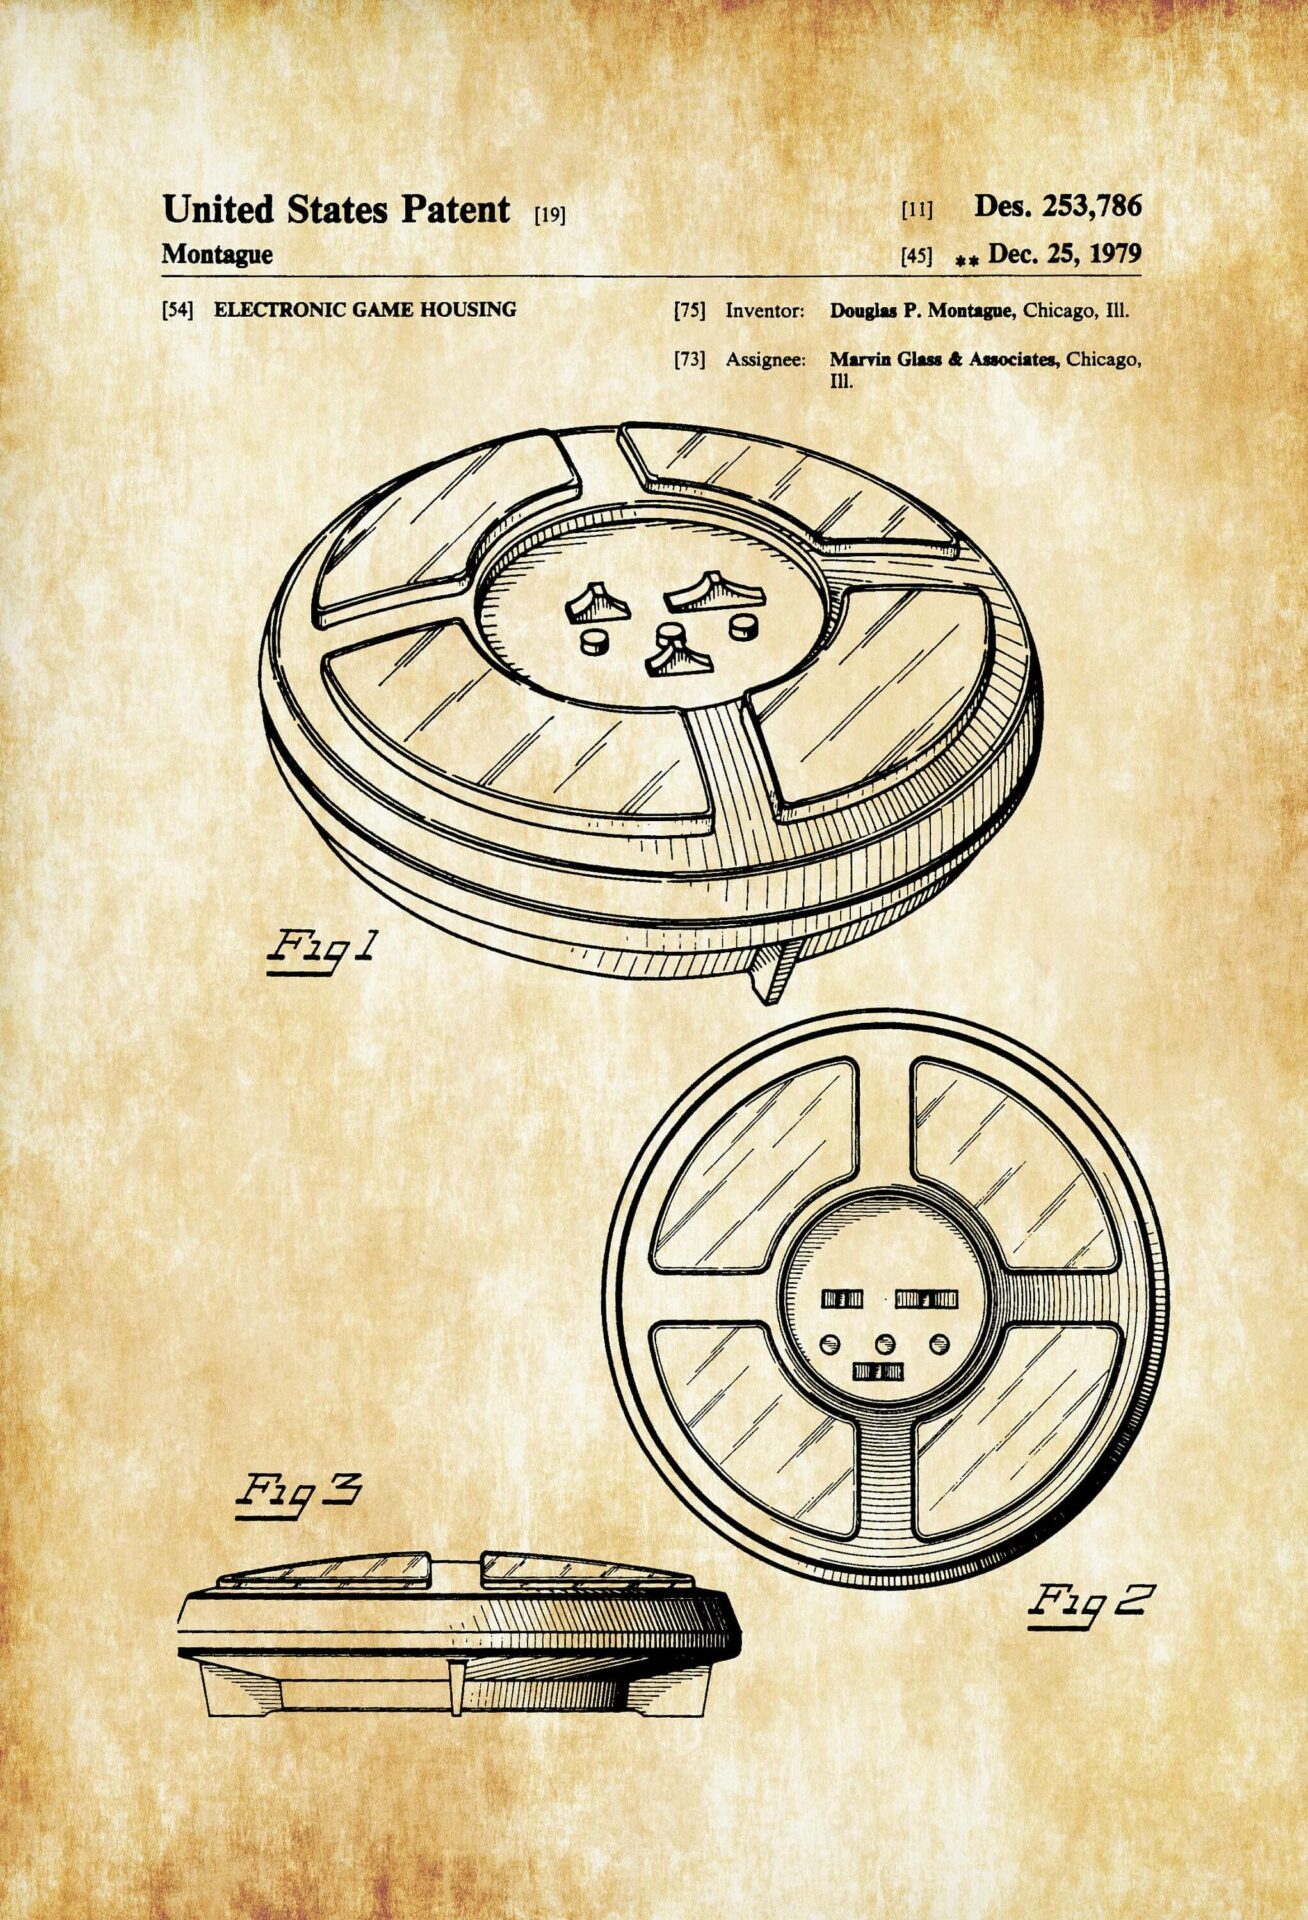 United States Patent [19]
Montague
[11] Des. 253,786
[45] ** Dec. 25, 1979
[54] ELECTRONIC GAME HOUSING
[75] Inventor: Douglas P. Montague, Chicago, Ill.
[73] Assignee: Marvin Glass & Associates, Chicago,
Ill.
Fig 1
Fig 2
Fig 3